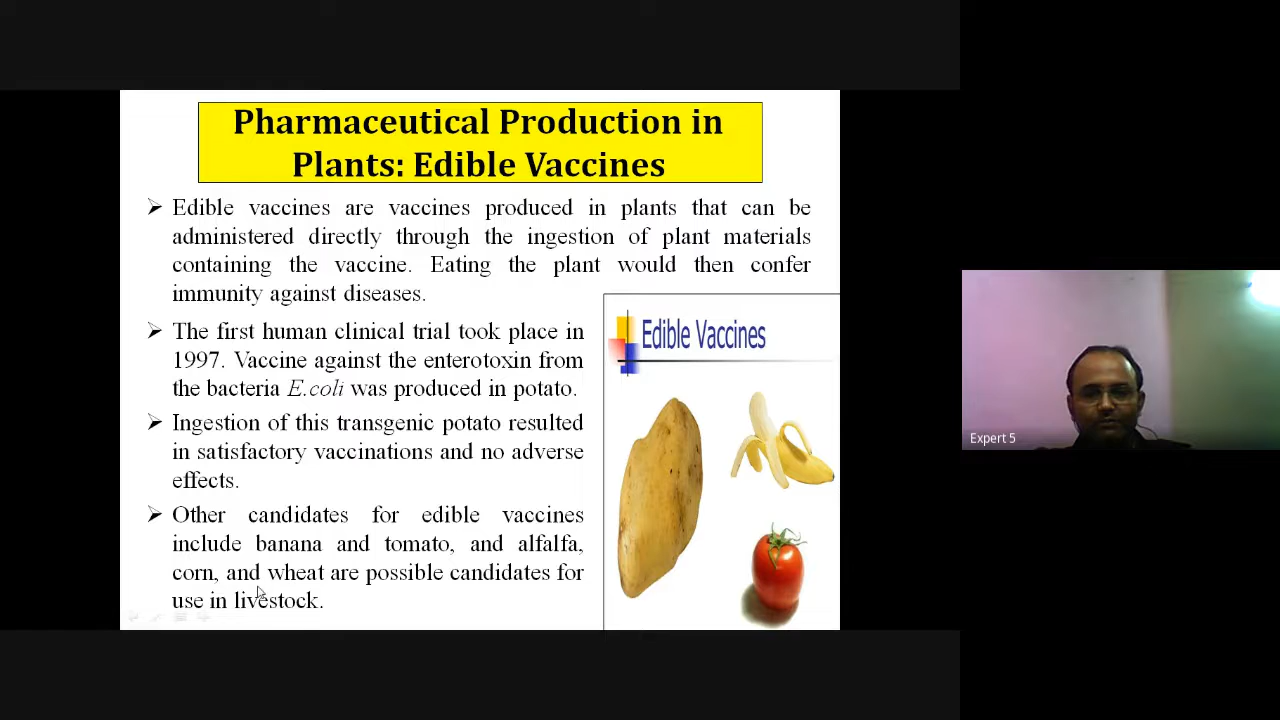 Pharmaceutical Production in
Plants: Edible Vaccines
➢ Edible vaccines are vaccines produced in plants that can be
administered directly through the ingestion of plant materials
containing the vaccine. Eating the plant would then confer
immunity against diseases.
➢ The first human clinical trial took place in
1997. Vaccine against the enterotoxin from
the bacteria E.coli was produced in potato.
➢ Ingestion of this transgenic potato resulted
in satisfactory vaccinations and no adverse
effects.
➢ Other candidates for edible vaccines
include banana and tomato, and alfalfa,
corn, and wheat are possible candidates for
use in livestock.
Edible Vaccines
Expert 5